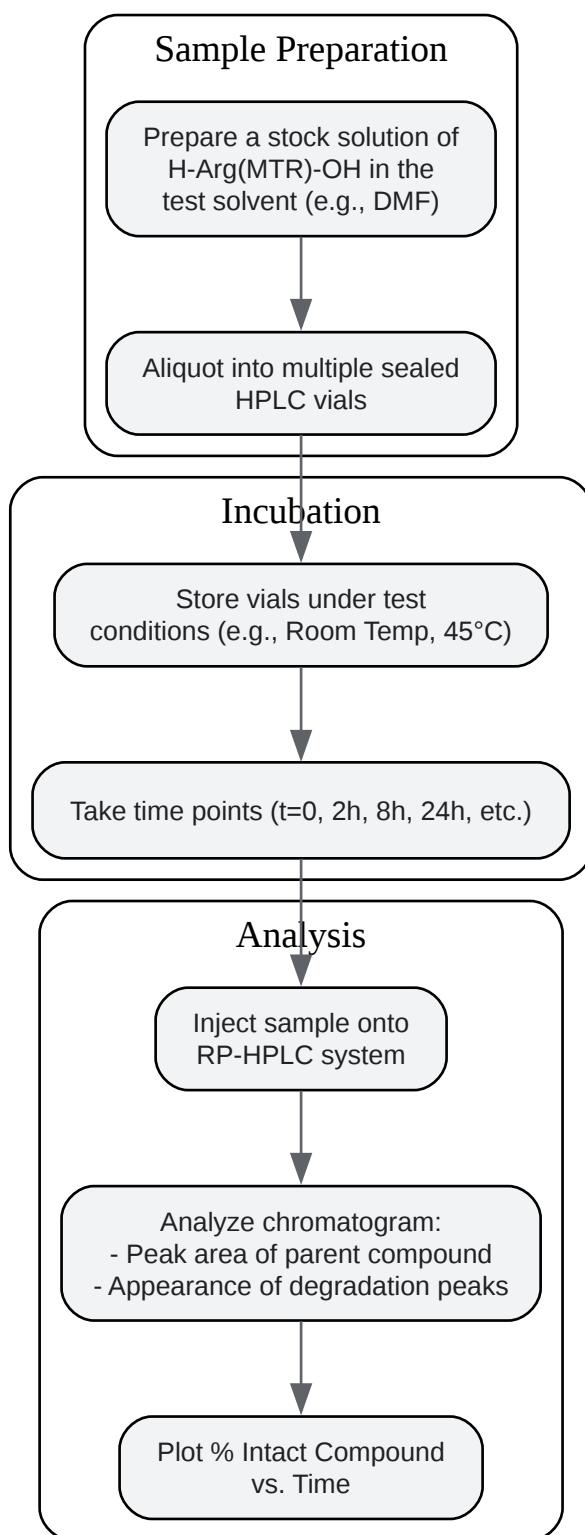 Sample Preparation
Prepare a stock solution of
H-Arg(MTR)-OH in the
test solvent (e.g., DMF)
Aliquot into multiple sealed
HPLC vials
Incubation
Store vials under test
conditions (e.g., Room Temp, 45°C)
Take time points (t=0, 2h, 8h, 24h, etc.)
Analysis
Inject sample onto
RP-HPLC system
Analyze chromatogram:
- Peak area of parent compound
- Appearance of degradation peaks
Plot % Intact Compound
vs. Time